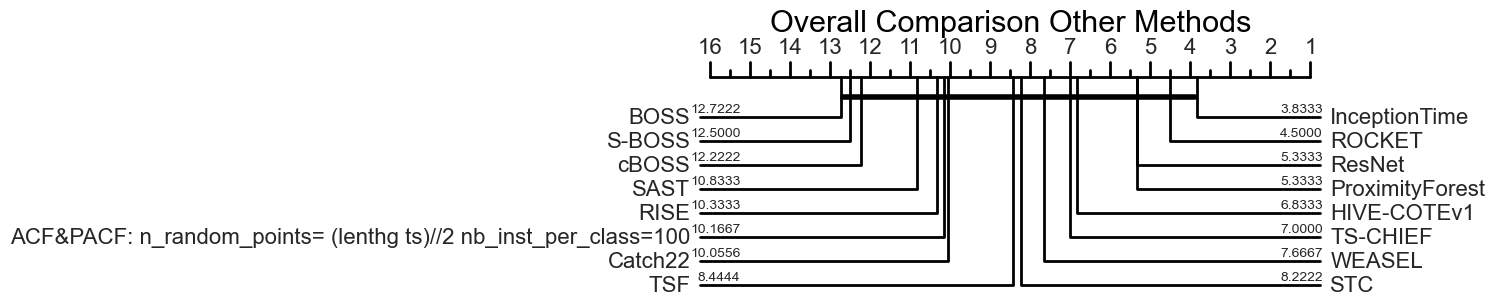 Overall Comparison Other Methods
16 15 14 13 12 11 10 9 8 7 6 5 4 3 2 1
BOSS 12.7222 3.8333 InceptionTime
S-BOSS 12.5000 4.5000 ROCKET
cBOSS 12.2222 5.3333 ResNet
SAST 10.8333 5.3333 ProximityForest
RISE 10.3333 6.8333 HIVE-COTEv1
ACF&PACF: n_random_points= (lenthg ts)//2 nb_inst_per_class=100 10.1667 7.0000 TS-CHIEF
Catch22 10.0556 7.6667 WEASEL
TSF 8.4444 8.2222 STC